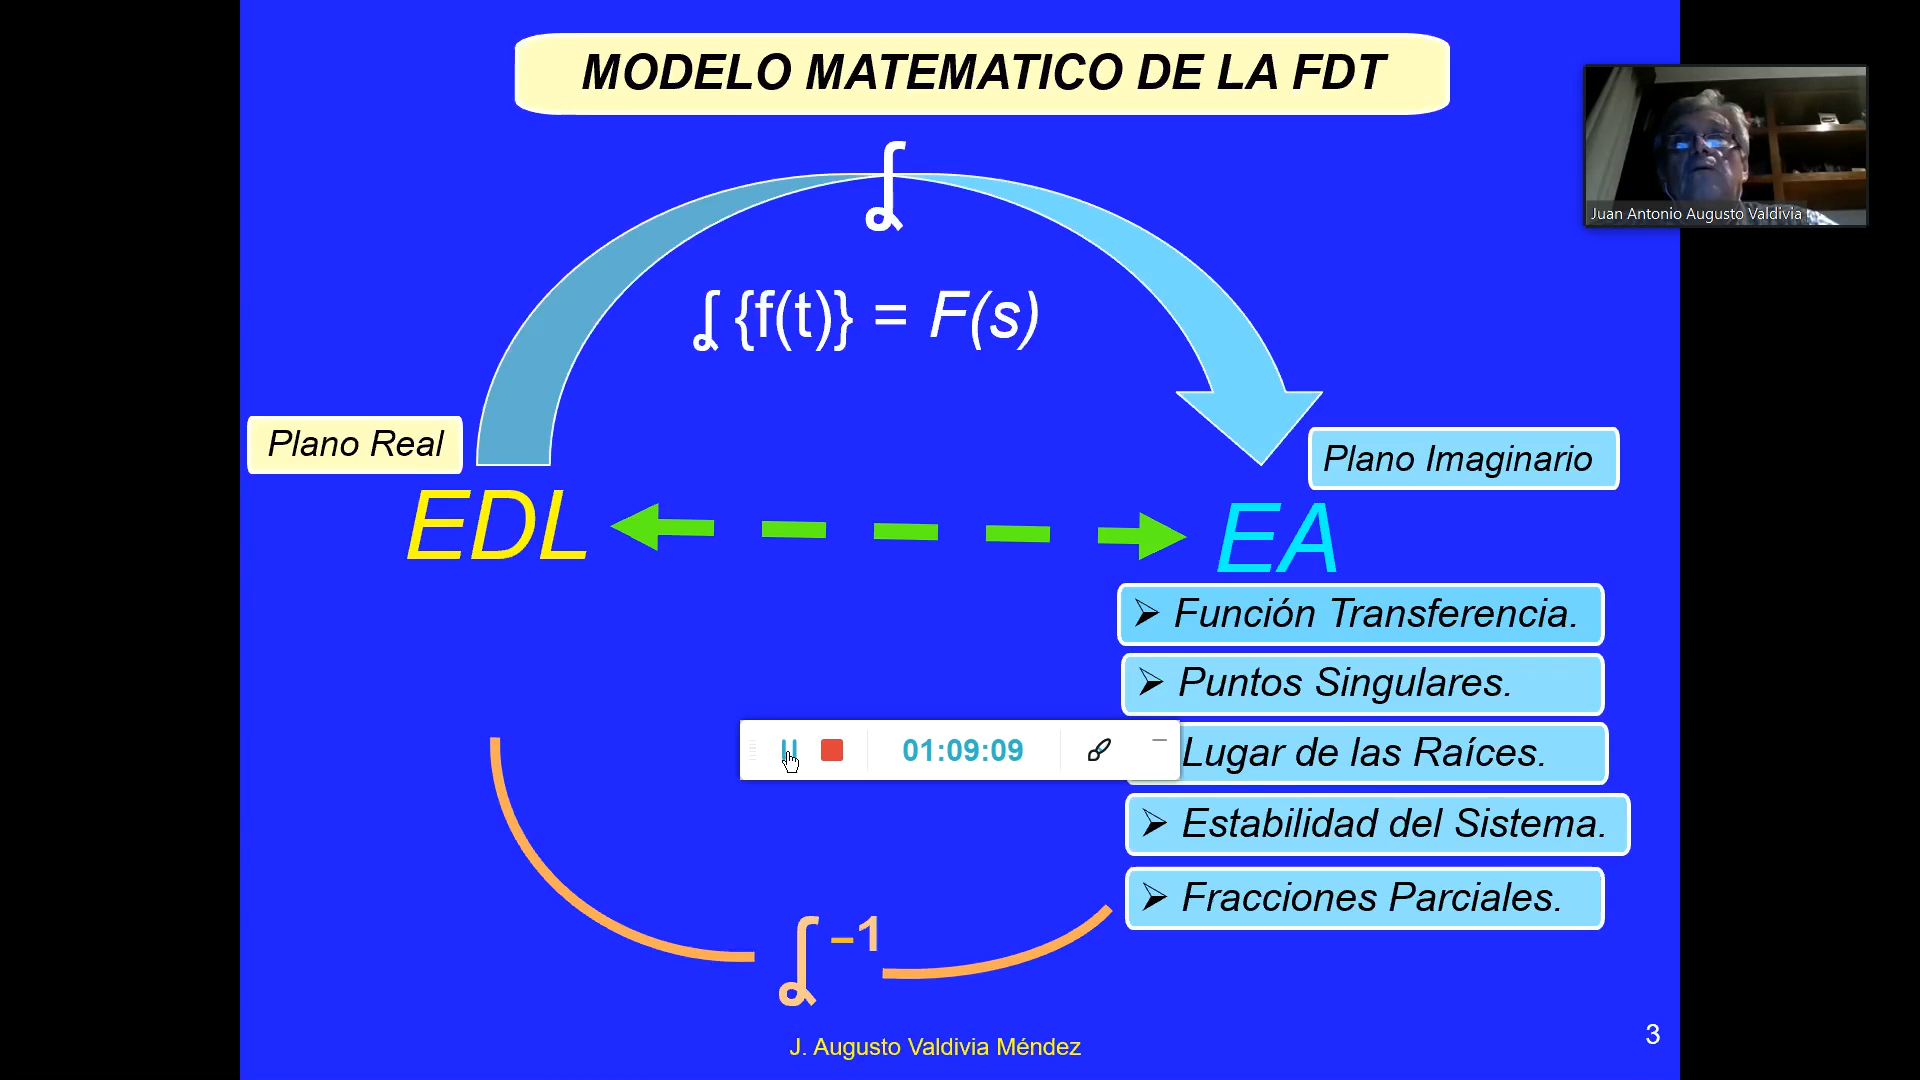 MODELO MATEMATICO DE LA FDT
Juan Antonio Augusto Valdivia
ℒ
ℒ {f(t)} = F(s)
Plano Real
Plano Imaginario
EDL
EA
➢ Función Transferencia.
➢ Puntos Singulares.
01:09:09
Lugar de las Raíces.
➢ Estabilidad del Sistema.
➢ Fracciones Parciales.
ℒ –1
J. Augusto Valdivia Méndez
3